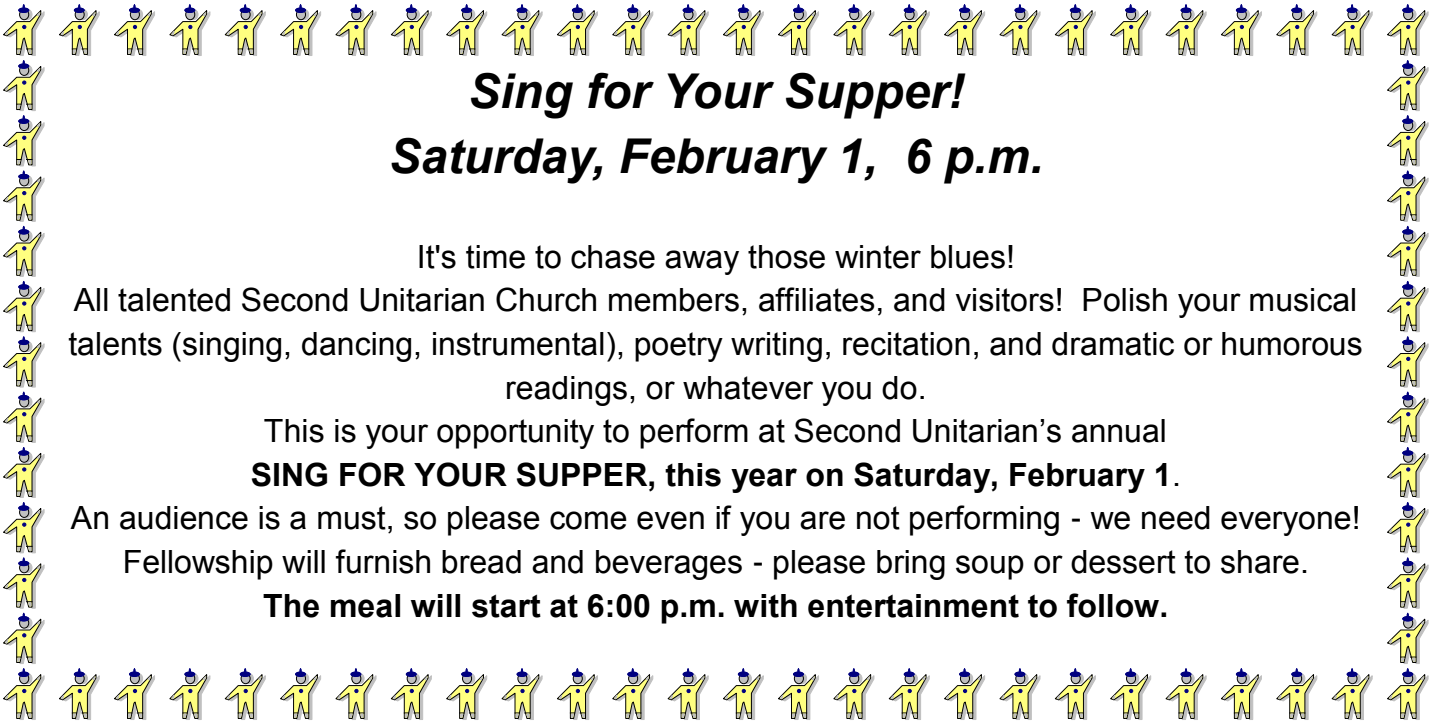 Sing for Your Supper!
Saturday, February 1,  6 p.m.
It's time to chase away those winter blues!
All talented Second Unitarian Church members, affiliates, and visitors!  Polish your musical
talents (singing, dancing, instrumental), poetry writing, recitation, and dramatic or humorous
readings, or whatever you do.
This is your opportunity to perform at Second Unitarian’s annual
SING FOR YOUR SUPPER, this year on Saturday, February 1.
An audience is a must, so please come even if you are not performing - we need everyone!
Fellowship will furnish bread and beverages - please bring soup or dessert to share.
The meal will start at 6:00 p.m. with entertainment to follow.